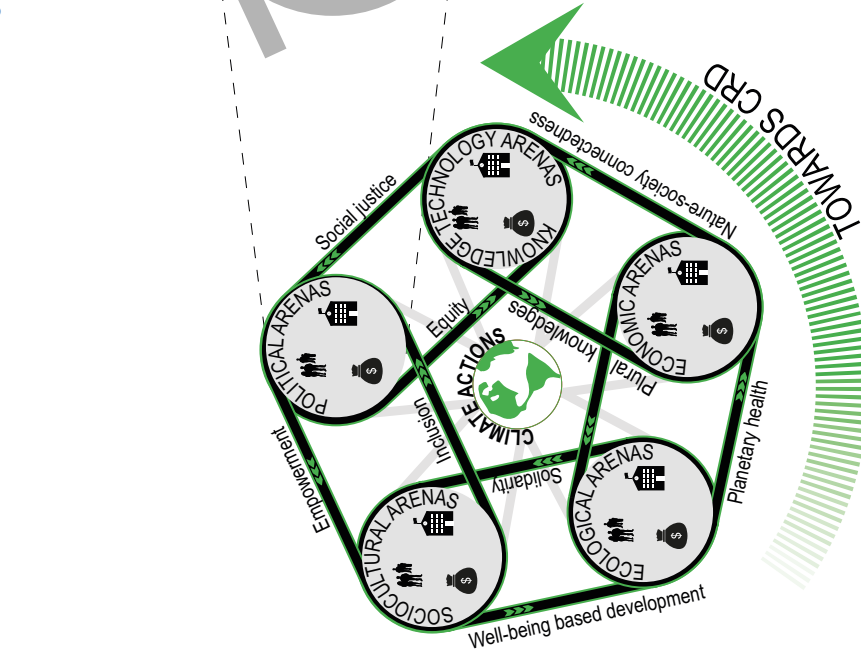 TOWARDS CRD
Nature-society connectedness
KNOWLEDGE TECHNOLOGY ARENAS
$
Social justice
ECONOMIC ARENAS
$
POLITICAL ARENAS
$
Equity
Plural knowledges
CLIMATE ACTIONS
Inclusion
Planetary health
Empowerment
Solidarity
ECOLOGICAL ARENAS
$
SOCIOCULTURAL ARENAS
$
Well-being based development